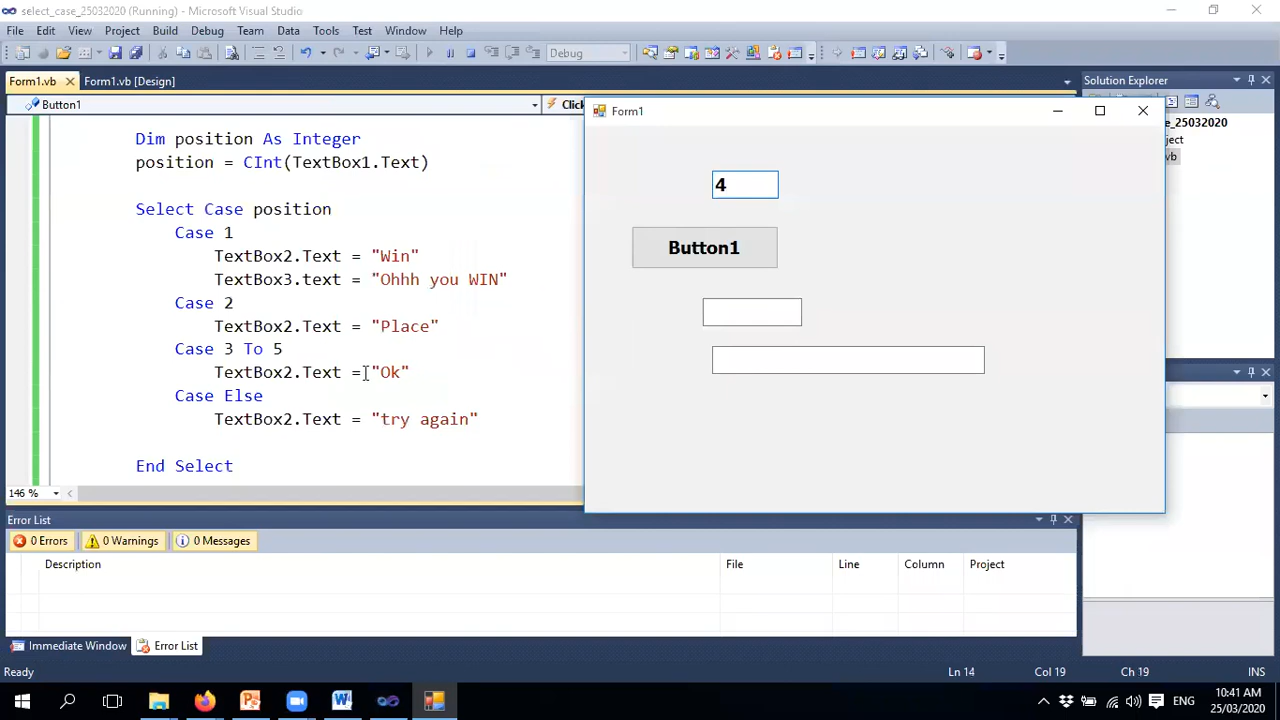 select_case_25032020 (Running) - Microsoft Visual Studio
File Edit View Project Build Debug Team Data Tools Test Window Help
Debug
Form1.vb Form1.vb [Design]
Solution Explorer
Button1
Click
Form1
e_25032020
ject
vb
Dim position As Integer
position = CInt(TextBox1.Text)
4
Select Case position
Case 1
Button1
TextBox2.Text = "Win"
TextBox3.text = "Ohhh you WIN"
Case 2
TextBox2.Text = "Place"
Case 3 To 5
TextBox2.Text = "Ok"
Case Else
TextBox2.Text = "try again"
End Select
146 %
Error List
0 Errors 0 Warnings 0 Messages
Description File Line Column Project
Immediate Window Error List
Ready Ln 14 Col 19 Ch 19 INS
ENG
10:41 AM
25/03/2020